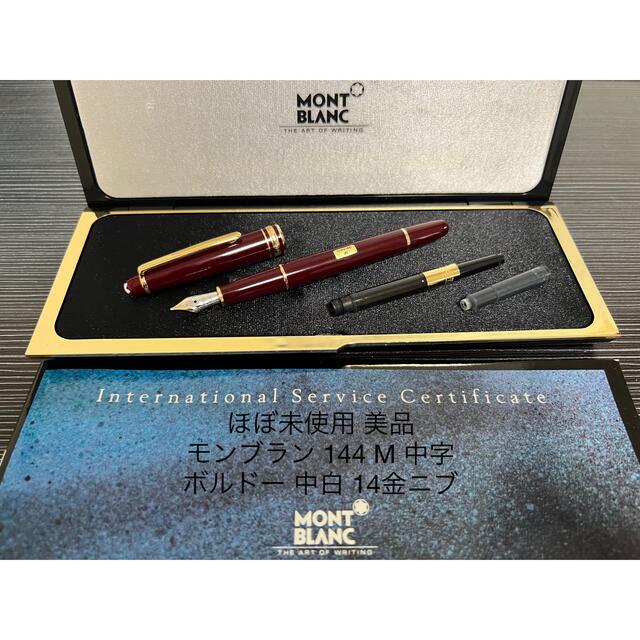 MONT
BLANC
THE ART OF WRITING
International Service Certificate
ほぼ未使用 美品
モンブラン 144 M 中字
ボルドー 中白 14金ニブ
MONT
BLANC
THE ART OF WRITING